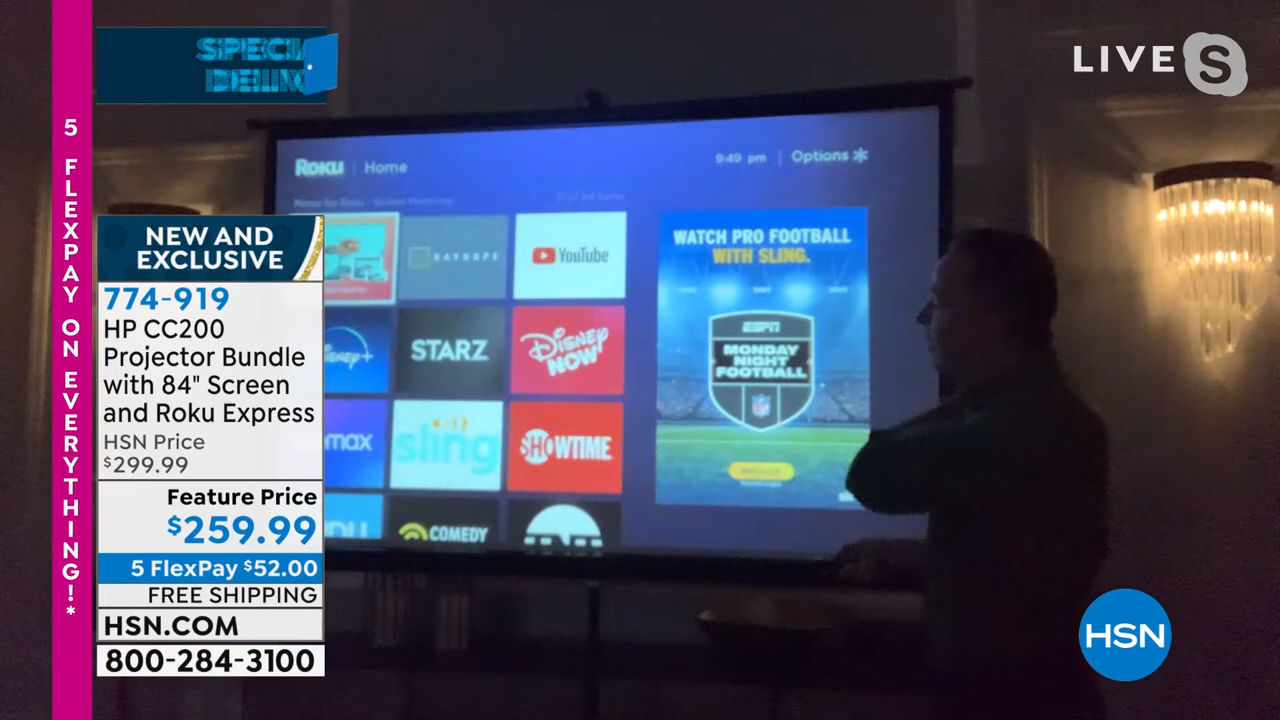 5 FLEXPAY ON EVERYTHING!*
LIVE S
NEW AND
EXCLUSIVE
774-919
HP CC200
Projector Bundle
with 84" Screen
and Roku Express
HSN Price
$299.99
Feature Price
$259.99
5 FlexPay $52.00
FREE SHIPPING
HSN.COM
800-284-3100
Roku | Home
9:49 pm | Options *
YouTube
STARZ
DISNEY
NOW
max
sling
SHOWTIME
COMEDY
WATCH PRO FOOTBALL
WITH SLING.
ESPN
MONDAY
NIGHT
FOOTBALL
NFL
HSN